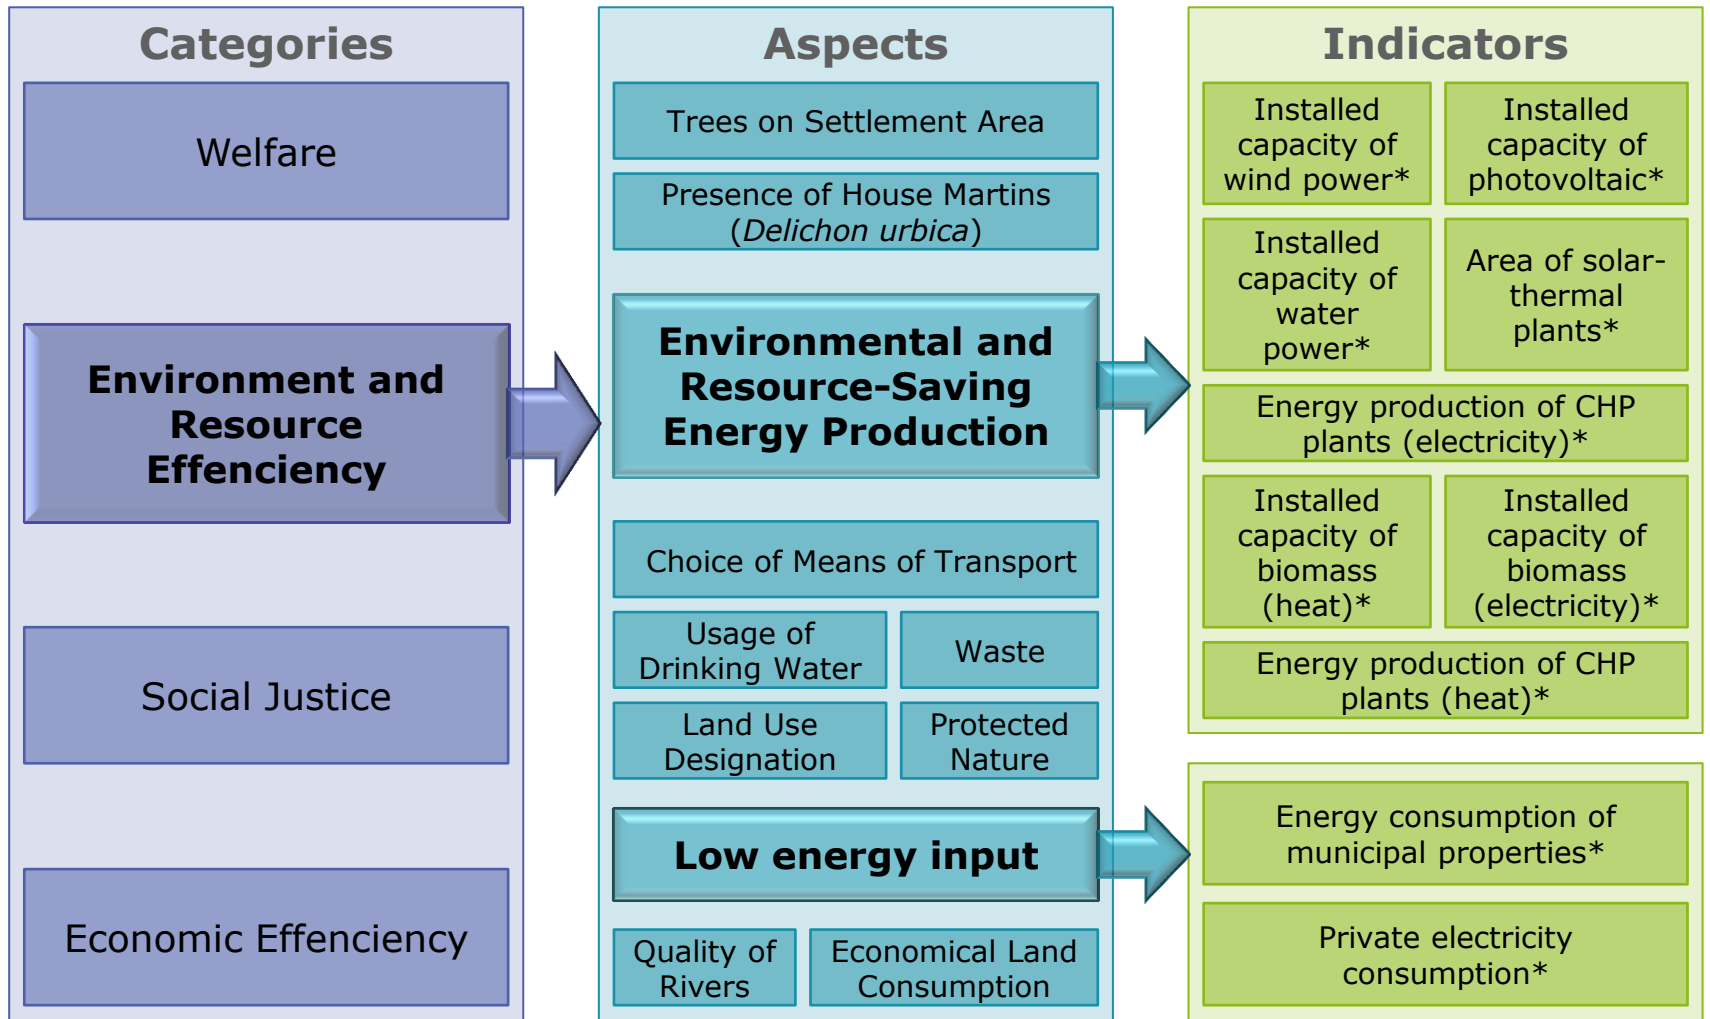 Categories
Welfare
Environment and
Resource
Effenciency
Social Justice
Economic Effenciency
Aspects
Trees on Settlement Area
Presence of House Martins
(Delichon urbica)
Environmental and
Resource-Saving
Energy Production
Choice of Means of Transport
Usage of
Drinking Water
Waste
Land Use
Designation
Protected
Nature
Low energy input
Quality of
Rivers
Economical Land
Consumption
Indicators
Installed
capacity of
wind power*
Installed
capacity of
photovoltaic*
Installed
capacity of
water
power*
Area of solar-
thermal
plants*
Energy production of CHP
plants (electricity)*
Installed
capacity of
biomass
(heat)*
Installed
capacity of
biomass
(electricity)*
Energy production of CHP
plants (heat)*
Energy consumption of
municipal properties*
Private electricity
consumption*